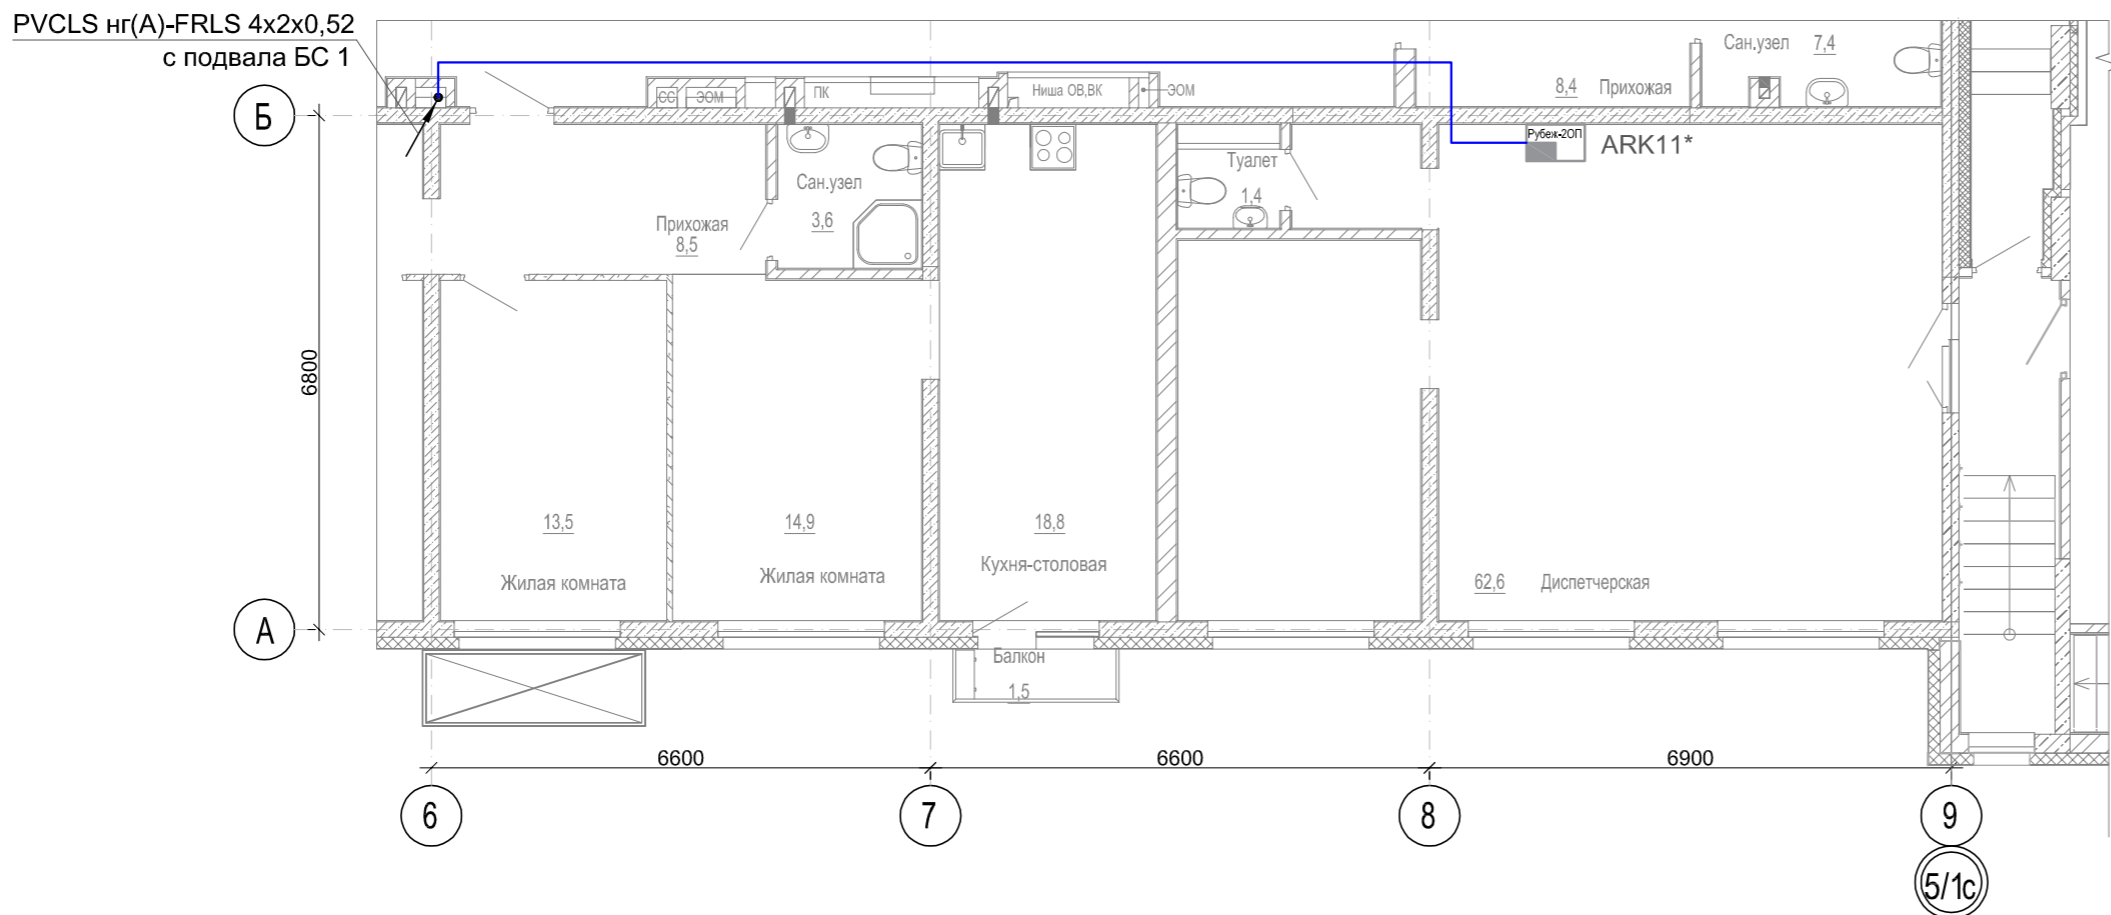 PVCLS нг(А)-FRLS 4х2х0,52
с подвала БС 1
Сан.узел 7,4
СС
ЭОМ
ПК
Ниша ОВ,ВК
ЭОМ
8,4 Прихожая
Б
Рубеж-2ОП
ARK11*
Туалет
1,4
Сан.узел
3,6
Прихожая
8,5
6800
13,5
14,9
18,8
Жилая комната
Жилая комната
Кухня-столовая
62,6 Диспетчерская
А
Балкон
1,5
6600
6600
6900
6
7
8
9
5/1с